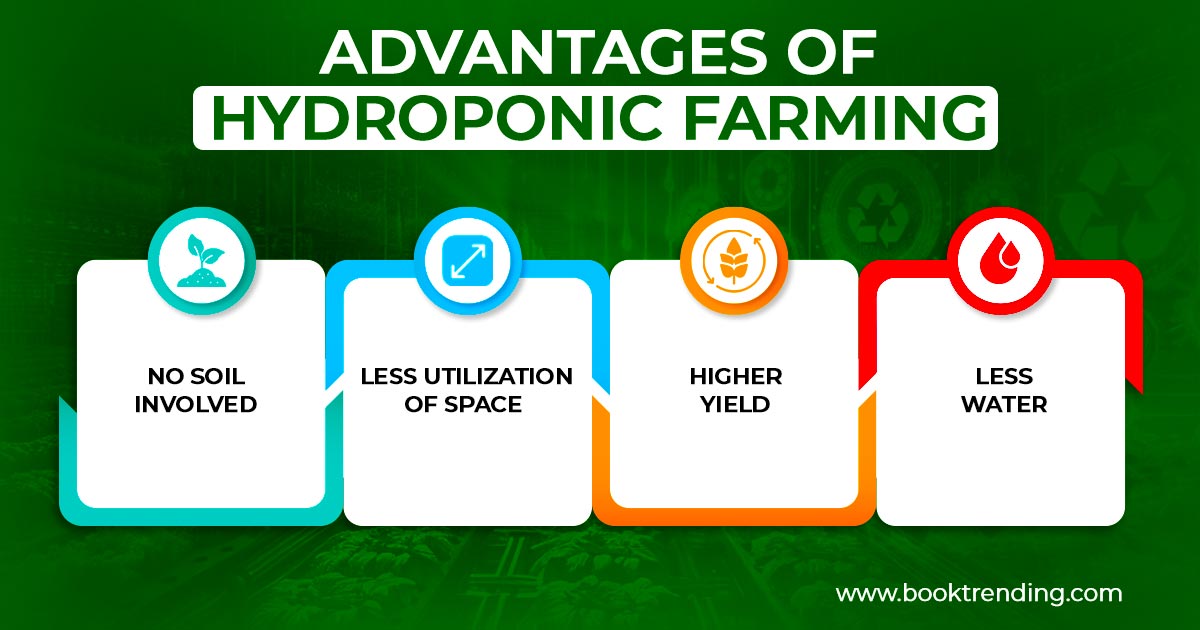 ADVANTAGES OF
HYDROPONIC FARMING
NO SOIL
INVOLVED
LESS UTILIZATION
OF SPACE
HIGHER
YIELD
LESS
WATER
www.booktrending.com